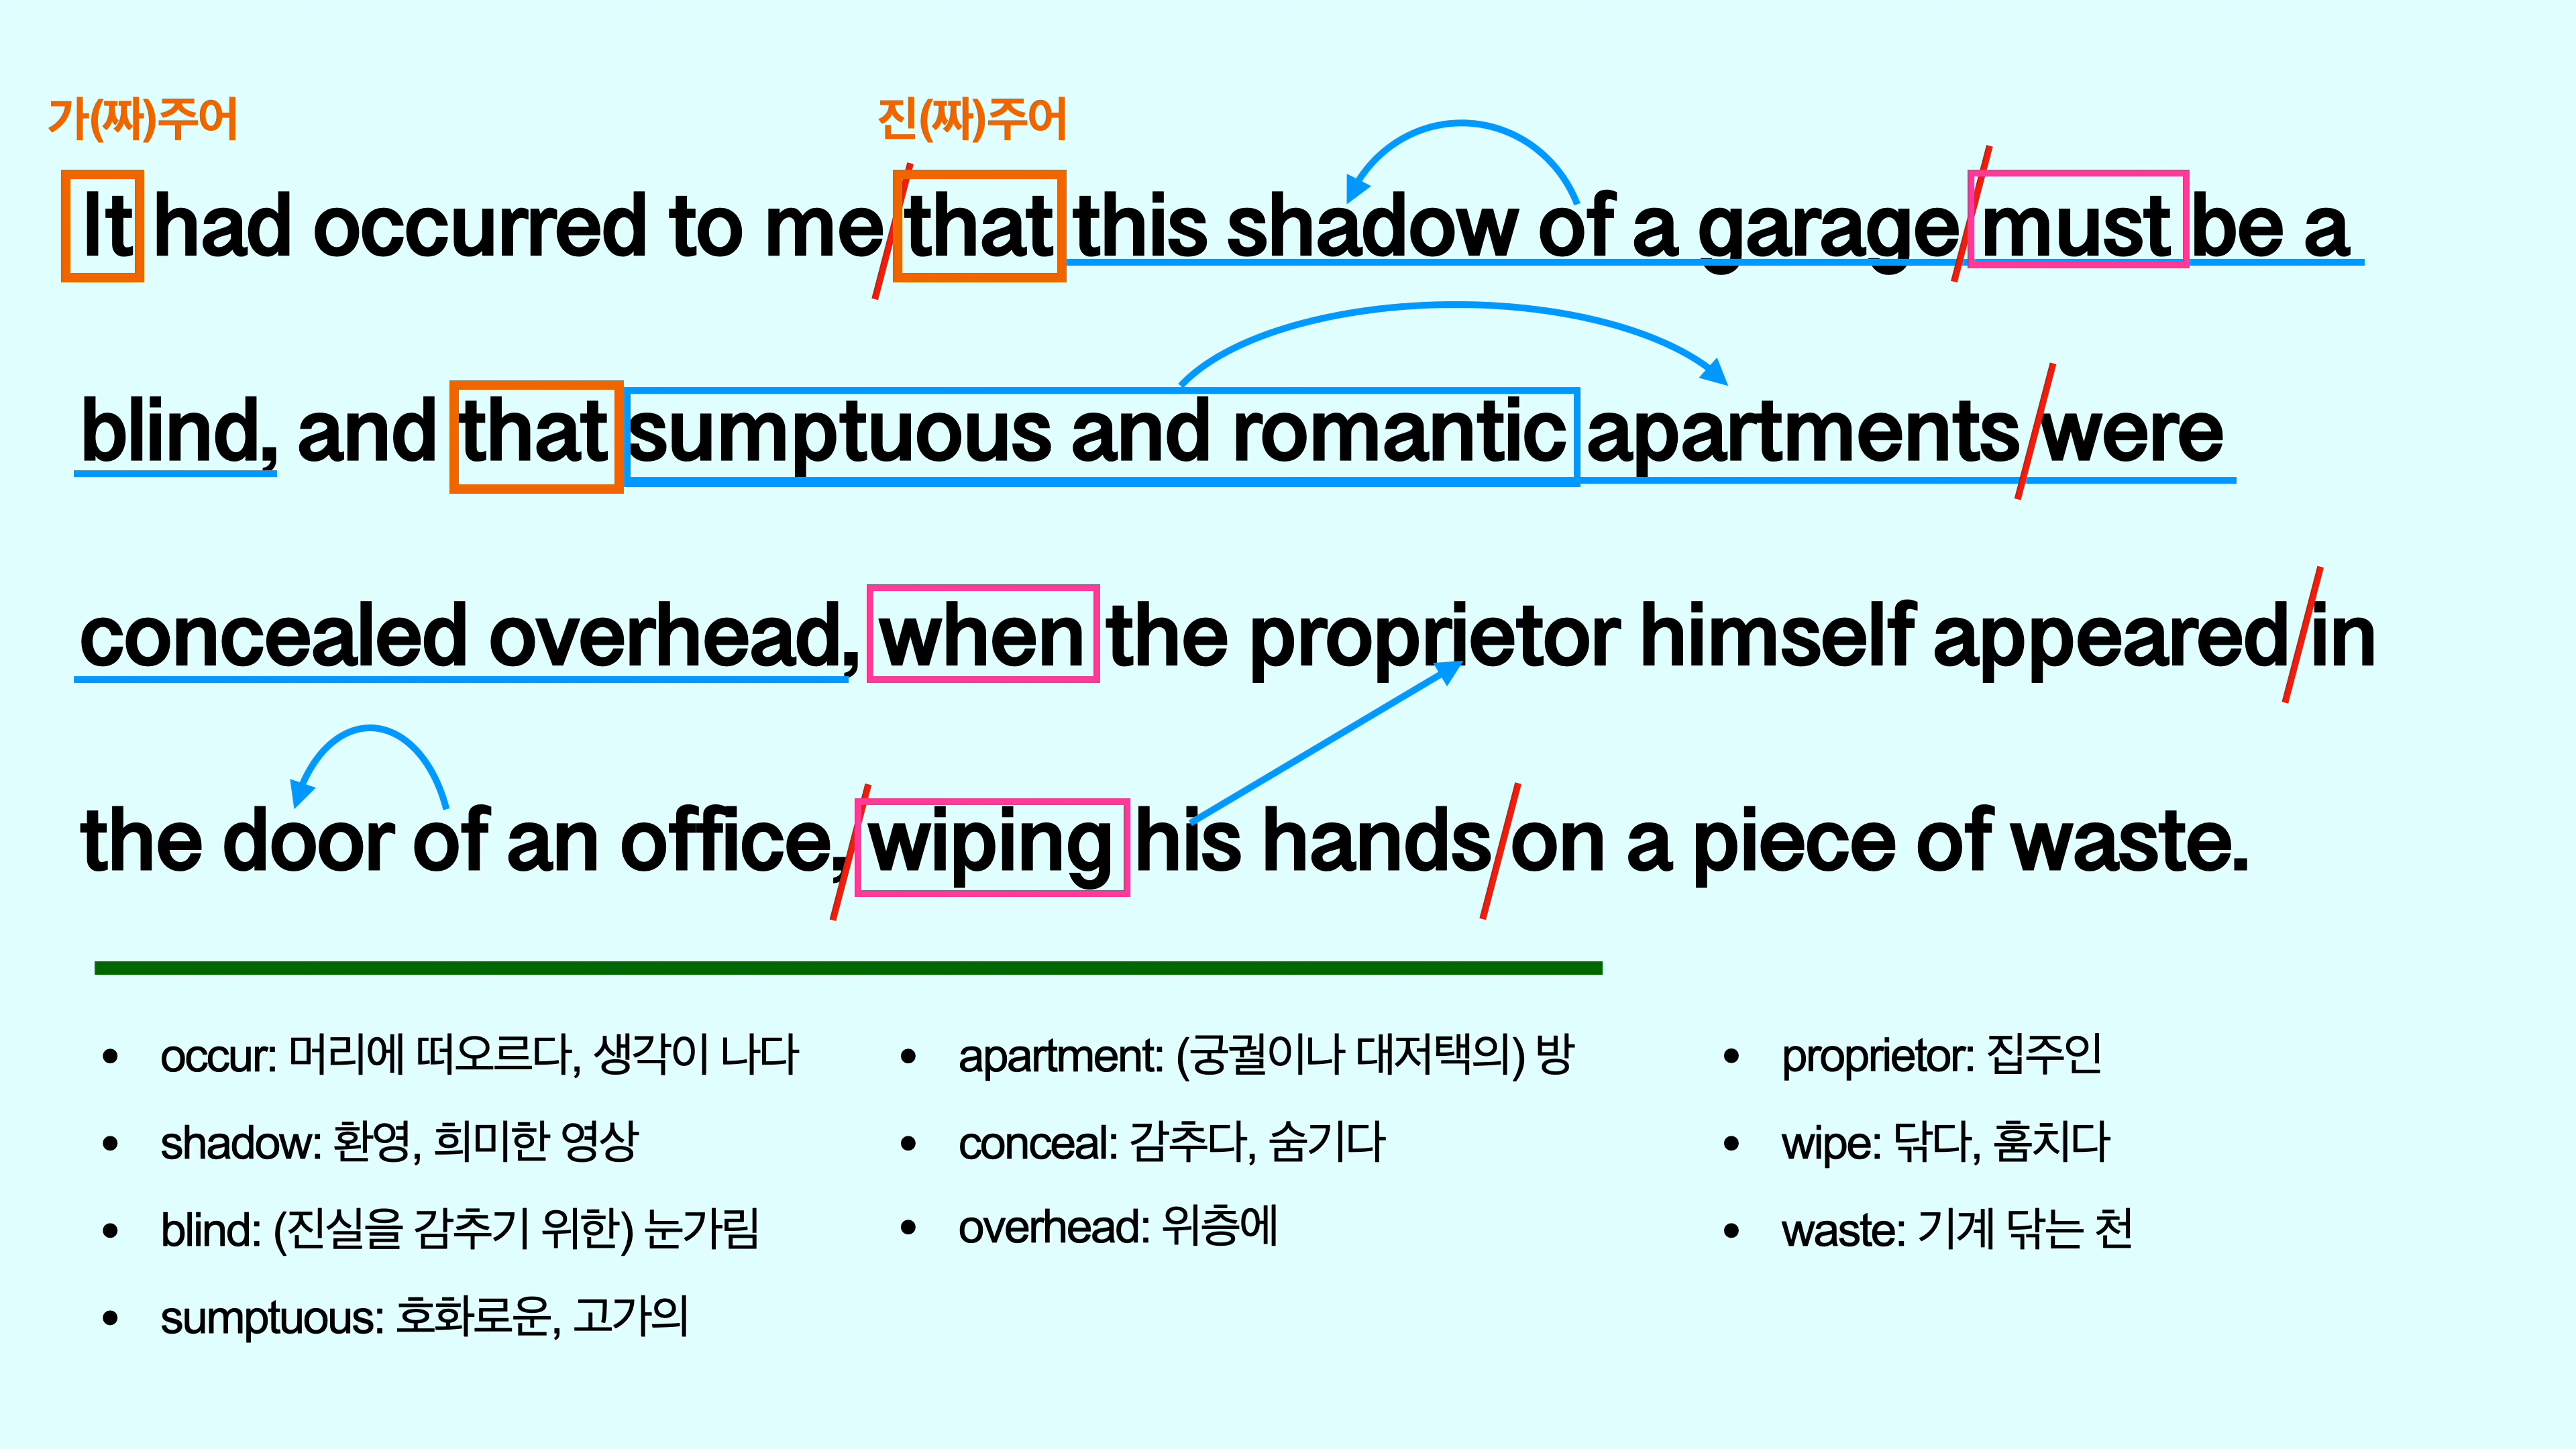 가(짜)주어 진(짜)주어
It had occurred to me that this shadow of a garage must be a
blind, and that sumptuous and romantic apartments were
concealed overhead, when the proprietor himself appeared in
the door of an office, wiping his hands on a piece of waste.
• occur: 머리에 떠오르다, 생각이 나다
• shadow: 환영, 희미한 영상
• blind: (진실을 감추기 위한) 눈가림
• sumptuous: 호화로운, 고가의
• apartment: (궁궐이나 대저택의) 방
• conceal: 감추다, 숨기다
• overhead: 위층에
• proprietor: 집주인
• wipe: 닦다, 훔치다
• waste: 기계 닦는 천